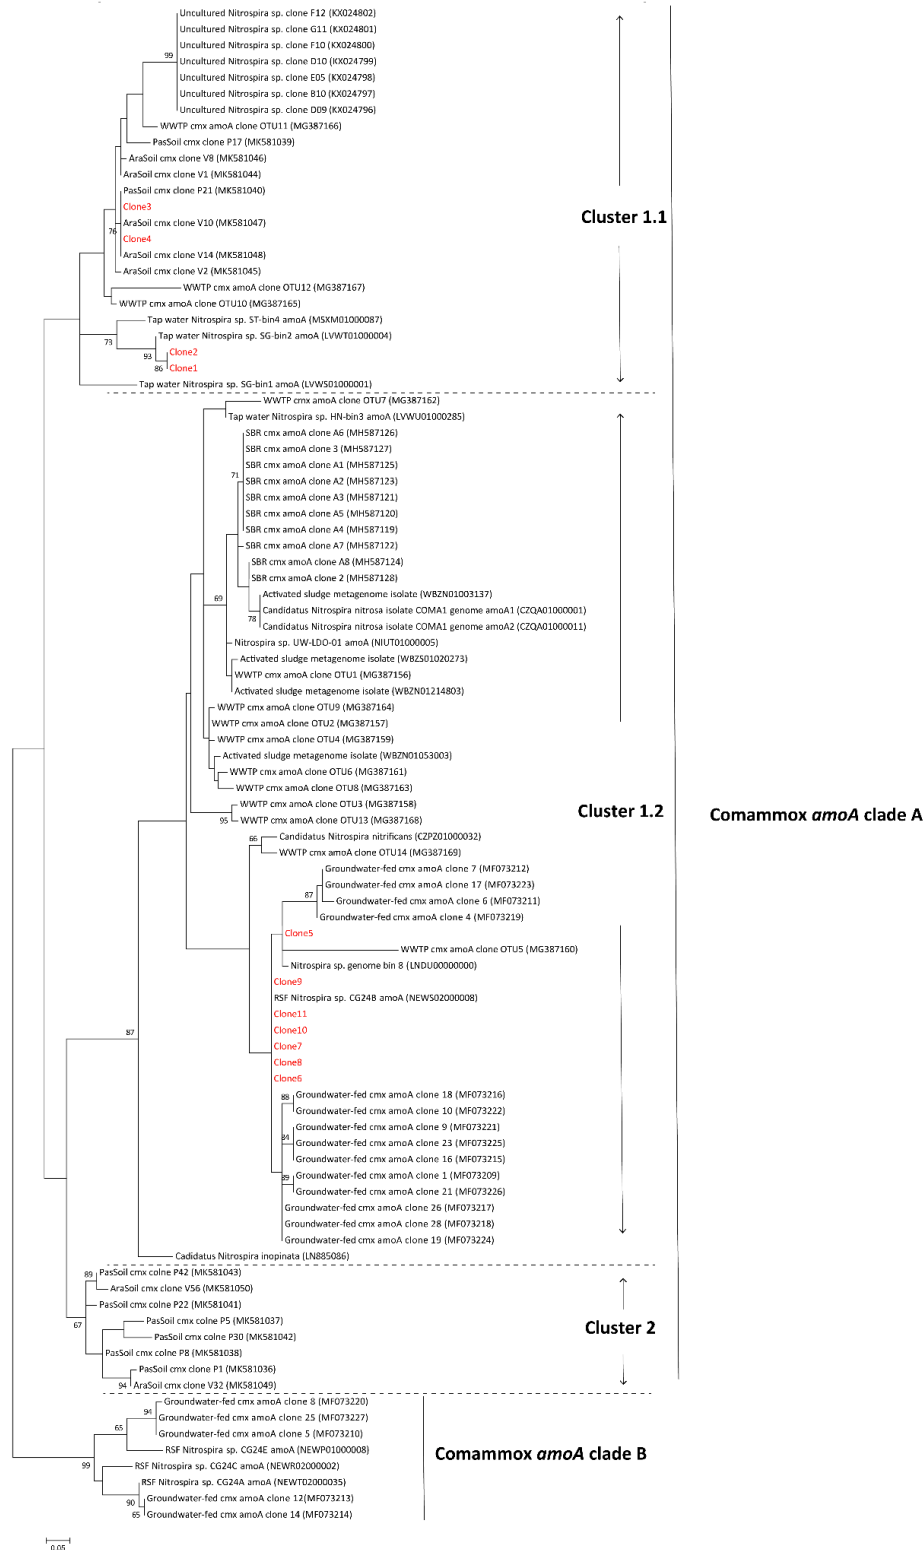 Uncultured Nitrospira sp. clone F12 (KX024802)
Uncultured Nitrospira sp. clone G11 (KX024801)
Uncultured Nitrospira sp. clone F10 (KX024800)
99
Uncultured Nitrospira sp. clone D10 (KX024799)
Uncultured Nitrospira sp. clone E05 (KX024798)
Uncultured Nitrospira sp. clone B10 (KX024797)
Uncultured Nitrospira sp. clone D09 (KX024796)
WWTP cmx amoA clone OTU11 (MG387166)
PasSoil cmx clone P17 (MK581039)
AraSoil cmx clone V8 (MK581046)
AraSoil cmx clone V1 (MK581044)
PasSoil cmx clone P21 (MK581040)
Clone3
Cluster 1.1
AraSoil cmx clone V10 (MK581047)
76
Clone4
AraSoil cmx clone V14 (MK581048)
AraSoil cmx clone V2 (MK581045)
WWTP cmx amoA clone OTU12 (MG387167)
WWTP cmx amoA clone OTU10 (MG387165)
Tap water Nitrospira sp. ST-bin4 amoA (MSXM01000087)
73
Tap water Nitrospira sp. SG-bin2 amoA (LVWT01000004)
93
Clone2
86
Clone1
Tap water Nitrospira sp. SG-bin1 amoA (LVWS01000001)
WWTP cmx amoA clone OTU7 (MG387162)
Tap water Nitrospira sp. HN-bin3 amoA (LVWU01000285)
SBR cmx amoA clone A6 (MH587126)
SBR cmx amoA clone 3 (MH587127)
SBR cmx amoA clone A1 (MH587125)
71
SBR cmx amoA clone A2 (MH587123)
SBR cmx amoA clone A3 (MH587121)
SBR cmx amoA clone A5 (MH587120)
SBR cmx amoA clone A4 (MH587119)
SBR cmx amoA clone A7 (MH587122)
SBR cmx amoA clone A8 (MH587124)
SBR cmx amoA clone 2 (MH587128)
Activated sludge metagenome isolate (WBZN01003137)
69
Candidatus Nitrospira nitrosa isolate COMA1 genome amoA1 (CZQA01000001)
78
Candidatus Nitrospira nitrosa isolate COMA1 genome amoA2 (CZQA01000011)
Nitrospira sp. UW-LDO-01 amoA (NIUT01000005)
Activated sludge metagenome isolate (WBZS01020273)
WWTP cmx amoA clone OTU1 (MG387156)
Activated sludge metagenome isolate (WBZN01214803)
WWTP cmx amoA clone OTU9 (MG387164)
WWTP cmx amoA clone OTU2 (MG387157)
WWTP cmx amoA clone OTU4 (MG387159)
Activated sludge metagenome isolate (WBZN01053003)
WWTP cmx amoA clone OTU6 (MG387161)
WWTP cmx amoA clone OTU8 (MG387163)
WWTP cmx amoA clone OTU3 (MG387158)
Cluster 1.2
Comammox amoA clade A
95
WWTP cmx amoA clone OTU13 (MG387168)
66
Candidatus Nitrospira nitrificans (CZPZ01000032)
WWTP cmx amoA clone OTU14 (MG387169)
Groundwater-fed cmx amoA clone 7 (MF073212)
Groundwater-fed cmx amoA clone 17 (MF073223)
87
Groundwater-fed cmx amoA clone 6 (MF073211)
Groundwater-fed cmx amoA clone 4 (MF073219)
Clone5
WWTP cmx amoA clone OTU5 (MG387160)
Nitrospira sp. genome bin 8 (LNDU00000000)
Clone9
RSF Nitrospira sp. CG24B amoA (NEWS02000008)
Clone11
87
Clone10
Clone7
Clone8
Clone6
88
Groundwater-fed cmx amoA clone 18 (MF073216)
Groundwater-fed cmx amoA clone 10 (MF073222)
Groundwater-fed cmx amoA clone 9 (MF073221)
84
Groundwater-fed cmx amoA clone 23 (MF073225)
Groundwater-fed cmx amoA clone 16 (MF073215)
89
Groundwater-fed cmx amoA clone 1 (MF073209)
Groundwater-fed cmx amoA clone 21 (MF073226)
Groundwater-fed cmx amoA clone 26 (MF073217)
Groundwater-fed cmx amoA clone 28 (MF073218)
Groundwater-fed cmx amoA clone 19 (MF073224)
Cadidatus Nitrospira inopinata (LN885086)
89
PasSoil cmx colne P42 (MK581043)
AraSoil cmx clone V56 (MK581050)
PasSoil cmx colne P22 (MK581041)
67
PasSoil cmx colne P5 (MK581037)
Cluster 2
PasSoil cmx colne P30 (MK581042)
PasSoil cmx colne P8 (MK581038)
PasSoil cmx clone P1 (MK581036)
94
AraSoil cmx clone V32 (MK581049)
Groundwater-fed cmx amoA clone 8 (MF073220)
94
Groundwater-fed cmx amoA clone 25 (MF073227)
65
Groundwater-fed cmx amoA clone 5 (MF073210)
RSF Nitrospira sp. CG24E amoA (NEWP01000008)
Comammox amoA clade B
99
RSF Nitrospira sp. CG24C amoA (NEWR02000002)
RSF Nitrospira sp. CG24A amoA (NEWT02000035)
90
Groundwater-fed cmx amoA clone 12(MF073213)
65
Groundwater-fed cmx amoA clone 14 (MF073214)
0.05